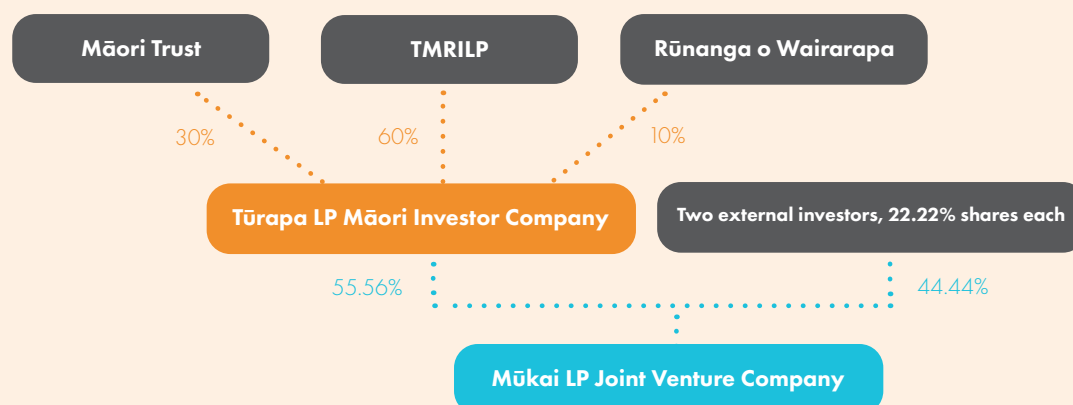 Māori Trust
TMRILP
Rūnanga o Wairarapa
30%
60%
10%
Tūrapa LP Māori Investor Company
Two external investors, 22.22% shares each
55.56%
44.44%
Mūkai LP Joint Venture Company